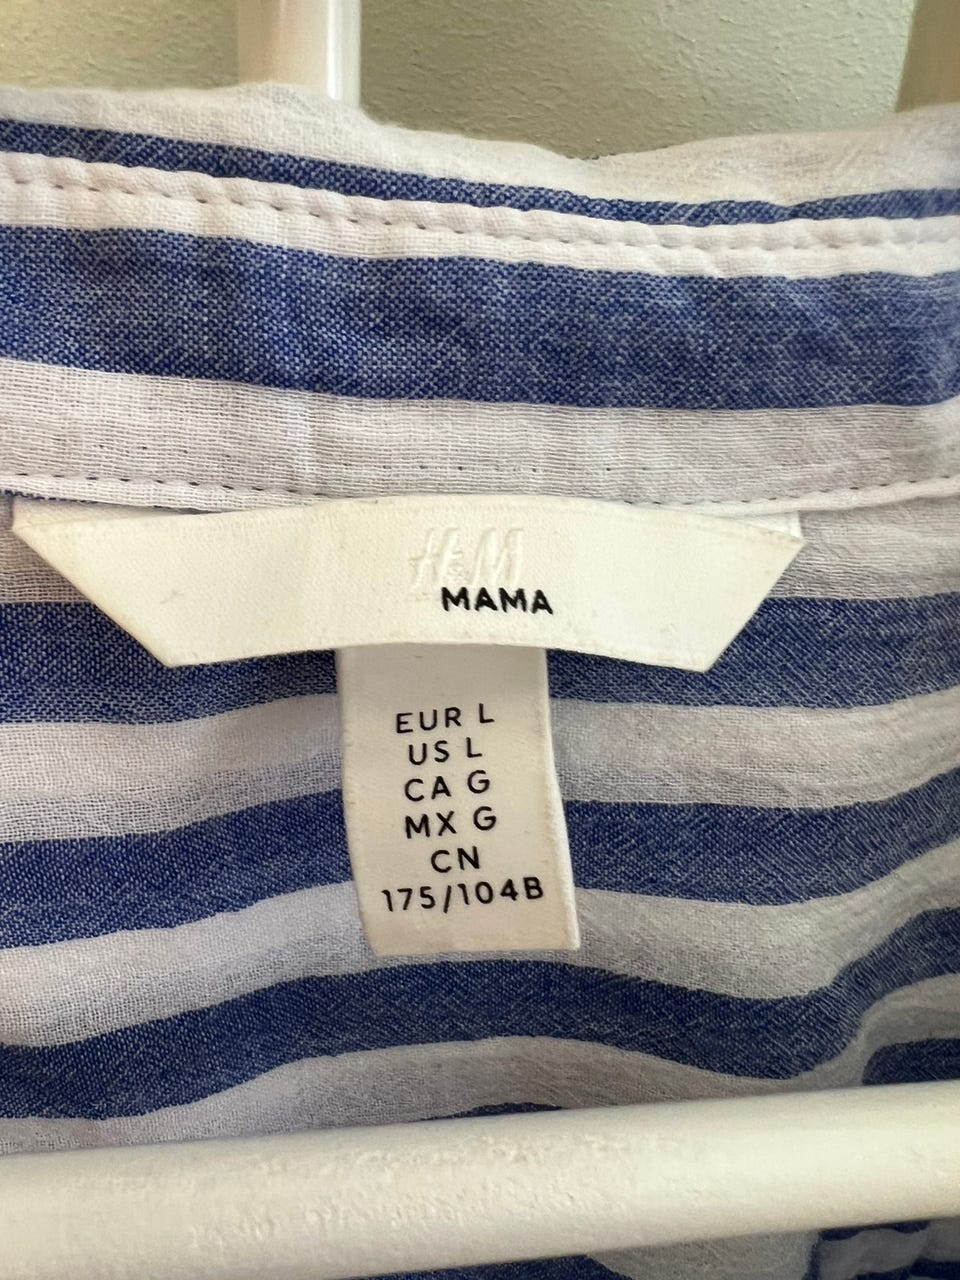 H&M
MAMA
EUR L
US L
CA G
MX G
CN
175/104B